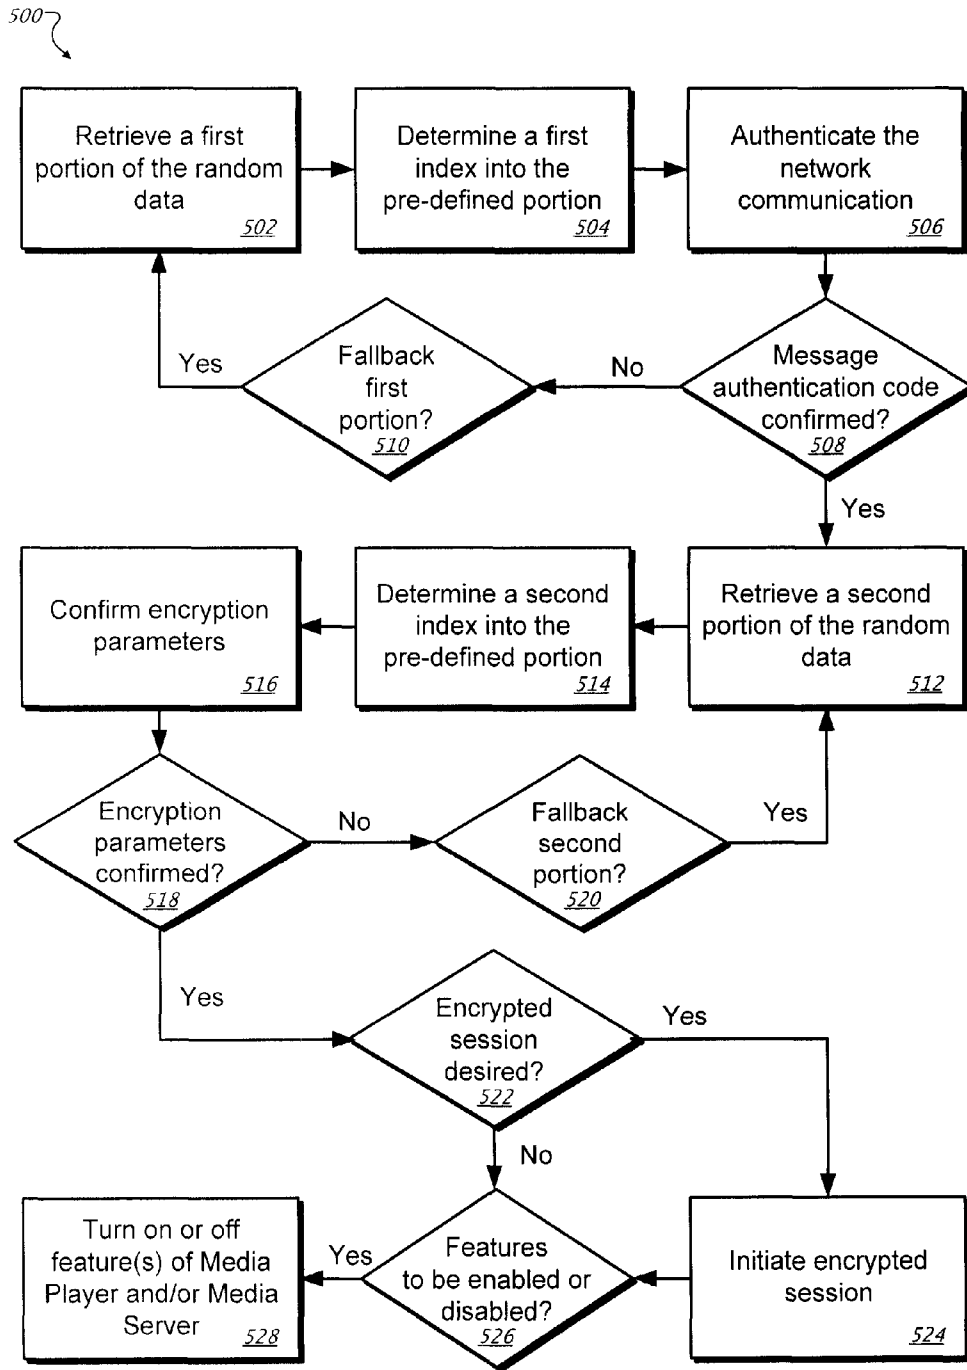 500
Retrieve a first
portion of the random
data
502
Determine a first
index into the
pre-defined portion
504
Authenticate the
network
communication
506
Yes
Fallback
first
portion?
510
No
Message
authentication code
confirmed?
508
Yes
Confirm encryption
parameters
516
Determine a second
index into the
pre-defined portion
514
Retrieve a second
portion of the random
data
512
Encryption
parameters
confirmed?
518
No
Fallback
second
portion?
520
Yes
Yes
Encrypted
session
desired?
522
Yes
No
Turn on or off
feature(s) of Media
Player and/or Media
Server
528
Yes
Features
to be enabled or
disabled?
526
Initiate encrypted
session
524